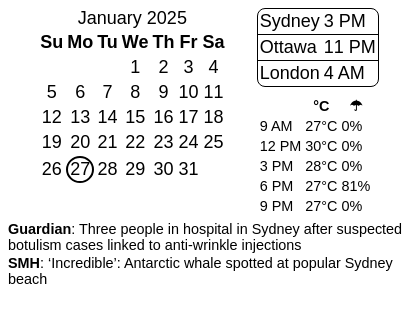 January 2025
Su Mo Tu We Th Fr Sa
1 2 3 4
5 6 7 8 9 10 11
12 13 14 15 16 17 18
19 20 21 22 23 24 25
26 27 28 29 30 31
Sydney 3 PM
Ottawa 11 PM
London 4 AM
°C ☂
9 AM 27°C 0%
12 PM 30°C 0%
3 PM 28°C 0%
6 PM 27°C 81%
9 PM 27°C 0%
Guardian: Three people in hospital in Sydney after suspected
botulism cases linked to anti-wrinkle injections
SMH: ‘Incredible’: Antarctic whale spotted at popular Sydney
beach